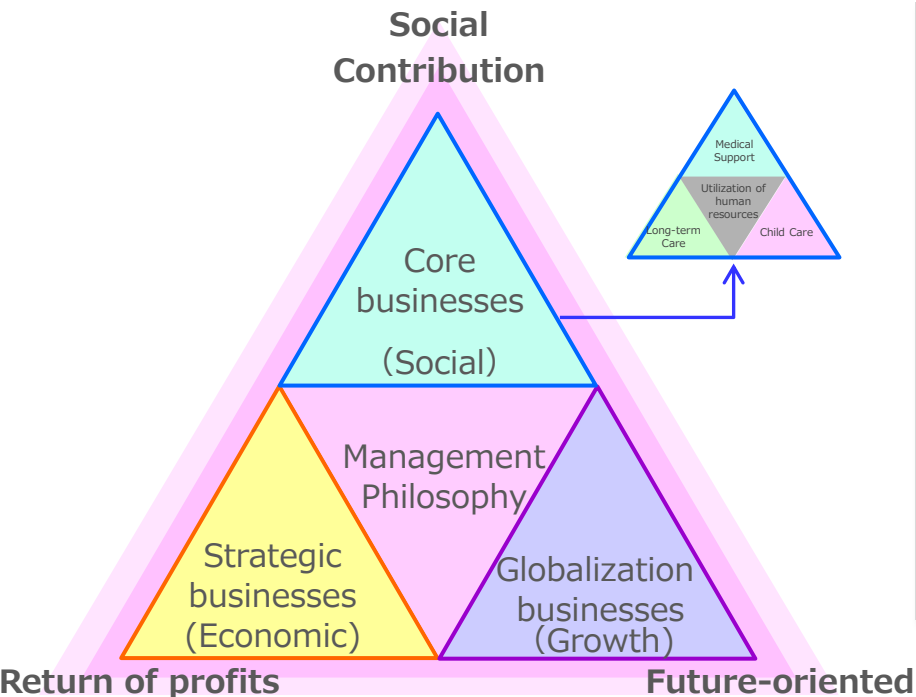 Social
Contribution
Medical
Support
Utilization of
human
resources
Long-term
Care
Child Care
Core
businesses
（Social）
Management
Philosophy
Strategic
businesses
(Economic)
Globalization
businesses
（Growth）
Return of profits
Future-oriented